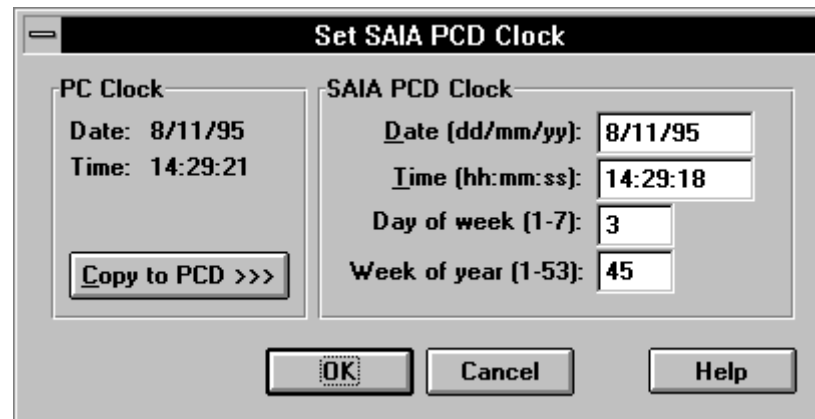 Set SAIA PCD Clock
PC Clock
Date: 8/11/95
Time: 14:29:21
Copy to PCD >>>
SAIA PCD Clock
Date (dd/mm/yy): 8/11/95
Time (hh:mm:ss): 14:29:18
Day of week (1-7): 3
Week of year (1-53): 45
OK Cancel Help